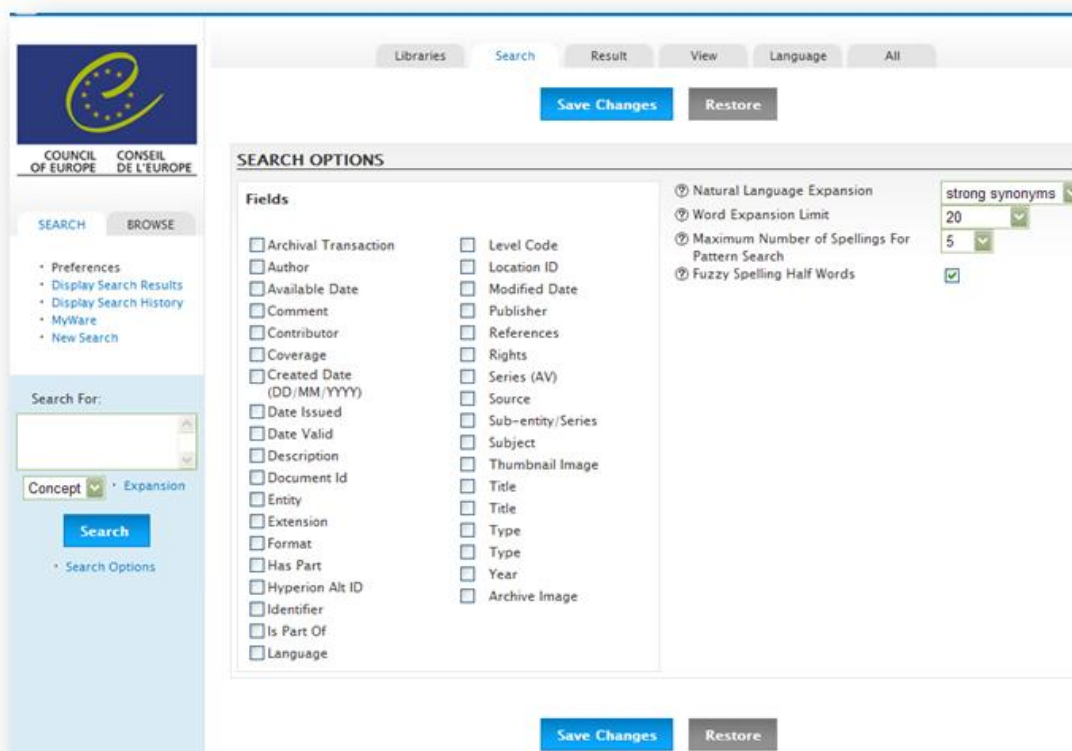 Libraries Search Result View Language All
Save Changes Restore
COUNCIL CONSEIL
OF EUROPE DE L'EUROPE
SEARCH BROWSE
· Preferences
· Display Search Results
· Display Search History
· MyWare
· New Search
Search For:
Concept · Expansion
Search
· Search Options
SEARCH OPTIONS
Fields
Archival Transaction
Author
Available Date
Comment
Contributor
Coverage
Created Date
(DD/MM/YYYY)
Date Issued
Date Valid
Description
Document Id
Entity
Extension
Format
Has Part
Hyperion Alt ID
Identifier
Is Part Of
Language
Level Code
Location ID
Modified Date
Publisher
References
Rights
Series (AV)
Source
Sub-entity/Series
Subject
Thumbnail Image
Title
Title
Type
Type
Year
Archive Image
? Natural Language Expansion strong synonyms
? Word Expansion Limit 20
? Maximum Number of Spellings For 5
Pattern Search
? Fuzzy Spelling Half Words
Save Changes Restore